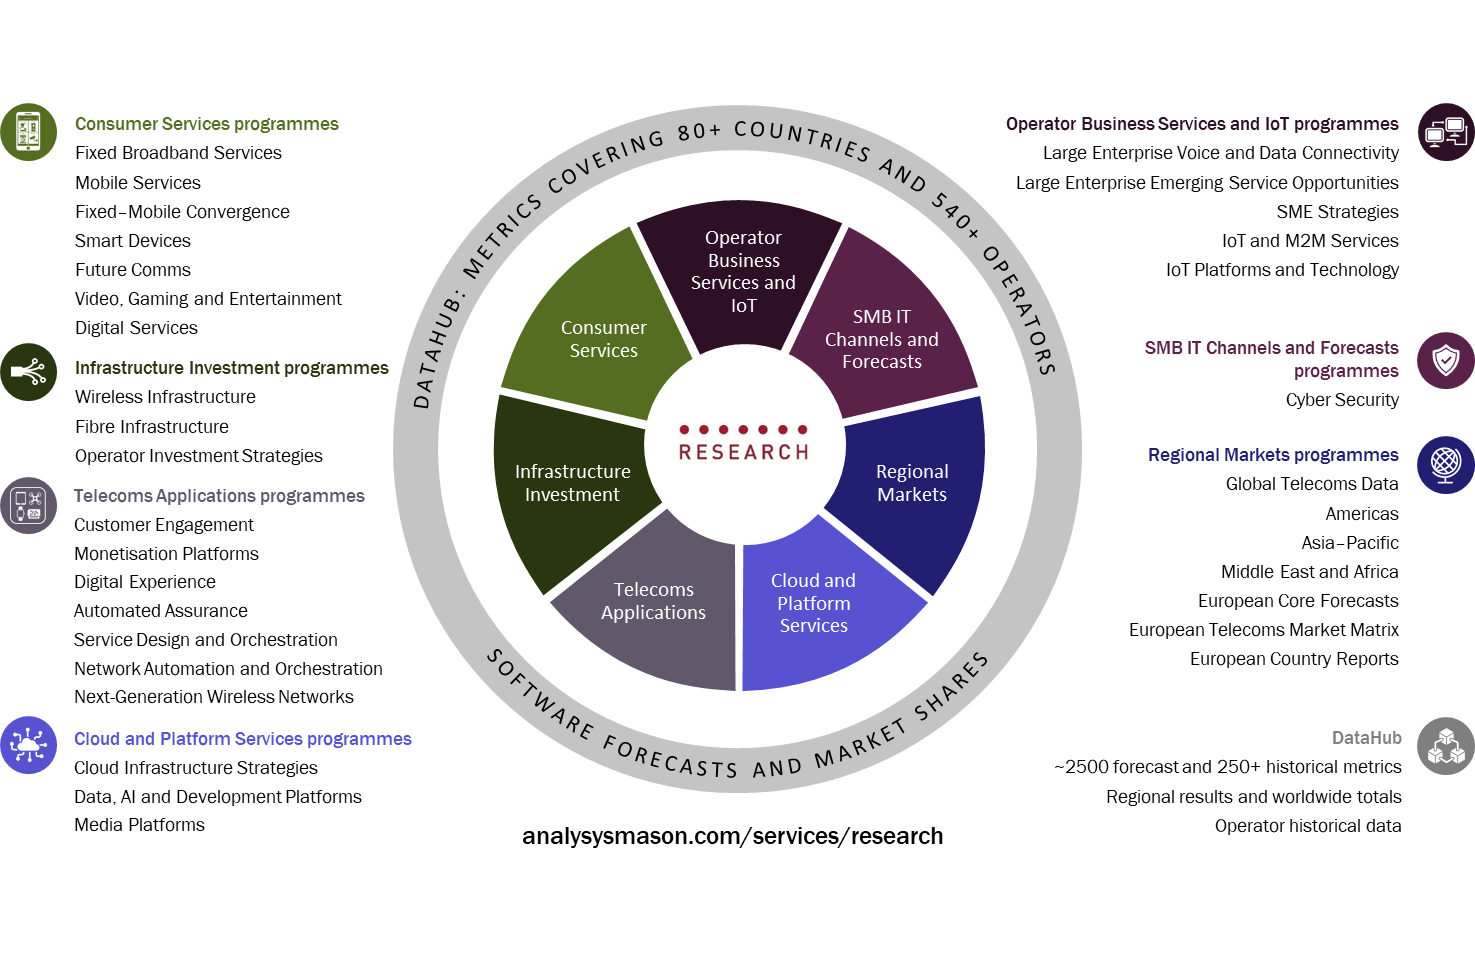 Consumer Services programmes
Fixed Broadband Services
Mobile Services
Fixed–Mobile Convergence
Smart Devices
Future Comms
Video, Gaming and Entertainment
Digital Services
Infrastructure Investment programmes
Wireless Infrastructure
Fibre Infrastructure
Operator Investment Strategies
Telecoms Applications programmes
Customer Engagement
Monetisation Platforms
Digital Experience
Automated Assurance
Service Design and Orchestration
Network Automation and Orchestration
Next-Generation Wireless Networks
Cloud and Platform Services programmes
Cloud Infrastructure Strategies
Data, AI and Development Platforms
Media Platforms
DATAHUB: METRICS COVERING 80+ COUNTRIES AND 540+ OPERATORS
Operator
Business
Services and
IoT
SMB IT
Channels and
Forecasts
Regional
Markets
Cloud and
Platform
Services
Telecoms
Applications
Infrastructure
Investment
Consumer
Services
RESEARCH
SOFTWARE FORECASTS AND MARKET SHARES
analysysmason.com/services/research
Operator Business Services and IoT programmes
Large Enterprise Voice and Data Connectivity
Large Enterprise Emerging Service Opportunities
SME Strategies
IoT and M2M Services
IoT Platforms and Technology
SMB IT Channels and Forecasts
programmes
Cyber Security
Regional Markets programmes
Global Telecoms Data
Americas
Asia–Pacific
Middle East and Africa
European Core Forecasts
European Telecoms Market Matrix
European Country Reports
DataHub
~2500 forecast and 250+ historical metrics
Regional results and worldwide totals
Operator historical data